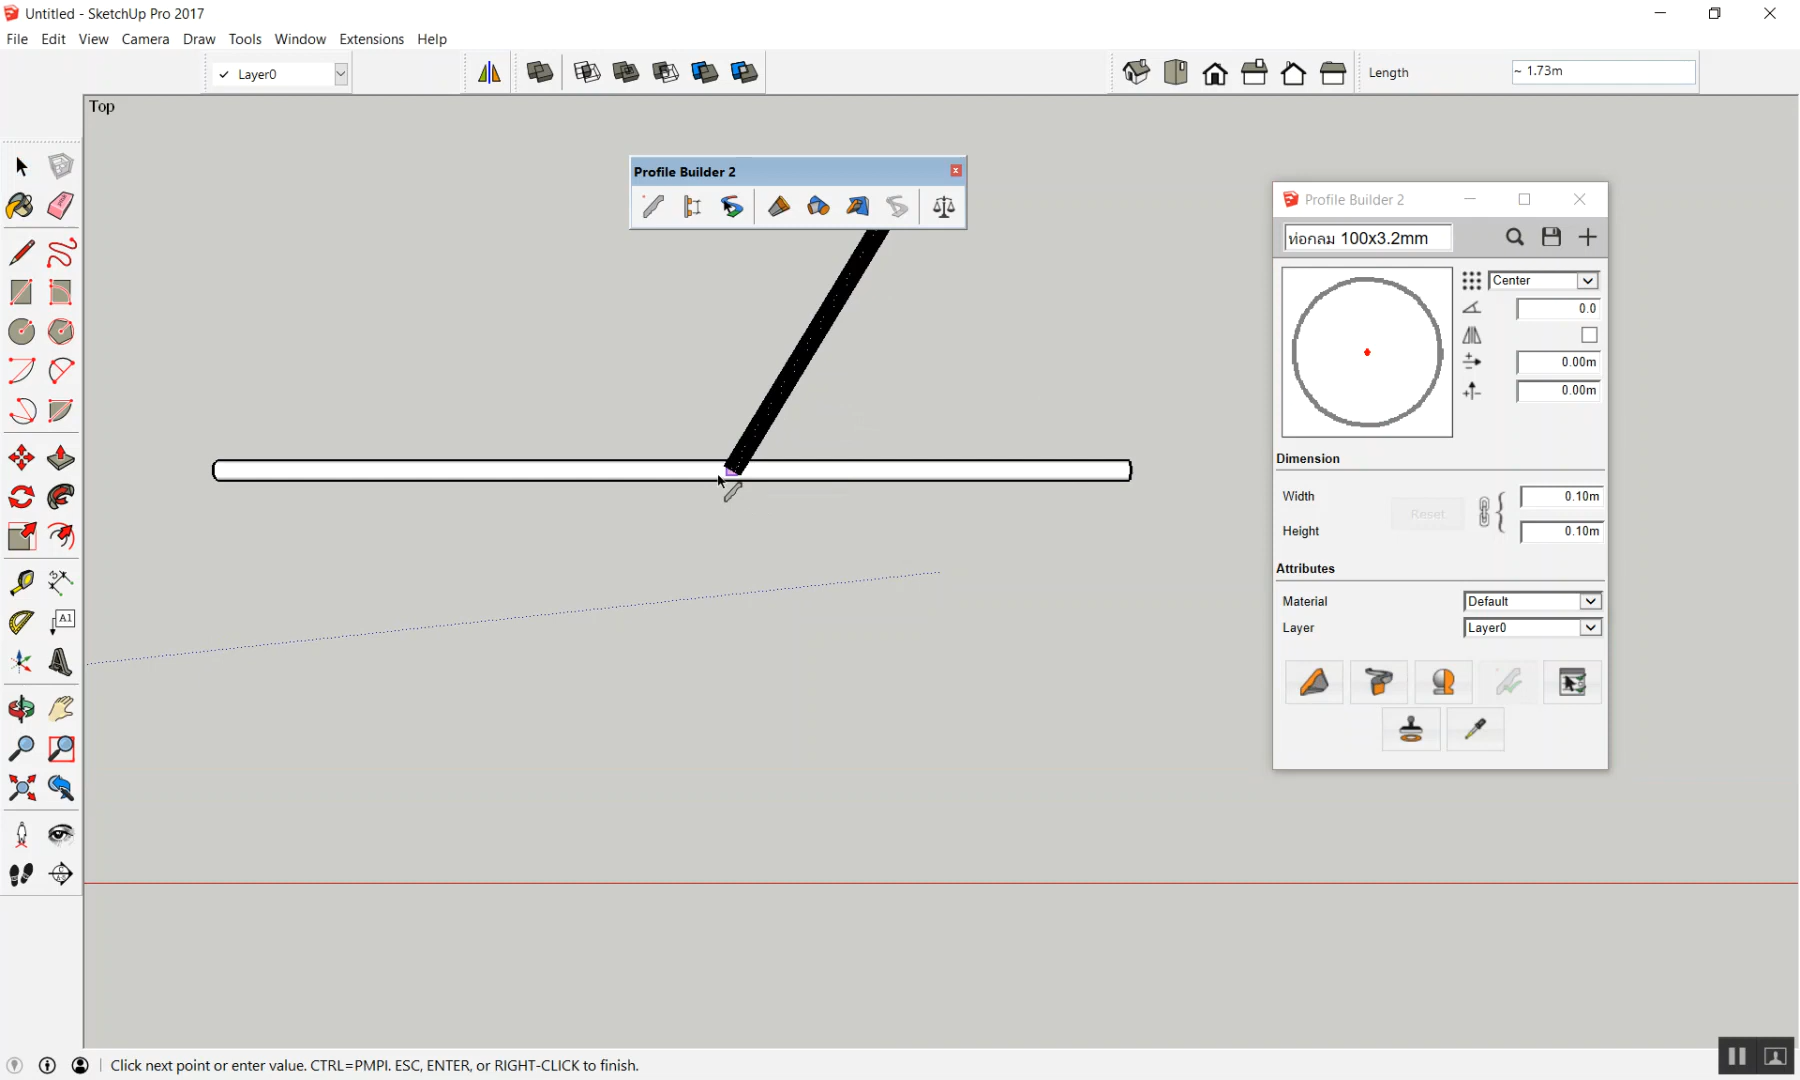 Untitled - SketchUp Pro 2017
File Edit View Camera Draw Tools Window Extensions Help
Layer0
Length ~ 1.73m
Top
Profile Builder 2
Profile Builder 2
ท่อกลม 100x3.2mm
Center
0.0
0.00m
0.00m
Dimension
Width 0.10m
Reset
Height 0.10m
Attributes
Material Default
Layer Layer0
A1
Click next point or enter value. CTRL=PMPI. ESC, ENTER, or RIGHT-CLICK to finish.